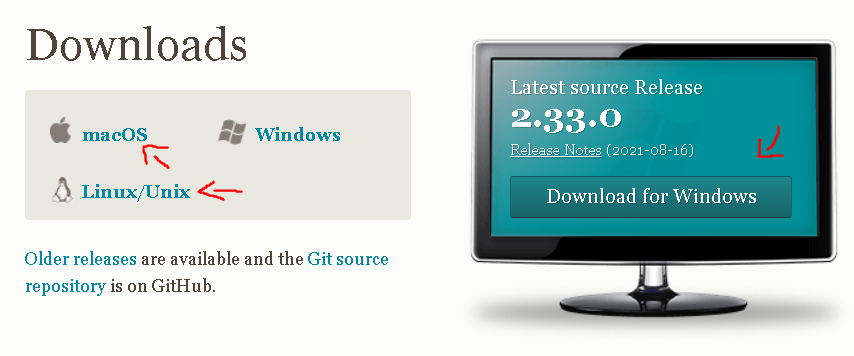 Downloads
macOS
Windows
Linux/Unix
Older releases are available and the Git source
repository is on GitHub.
Latest source Release
2.33.0
Release Notes (2021-08-16)
Download for Windows